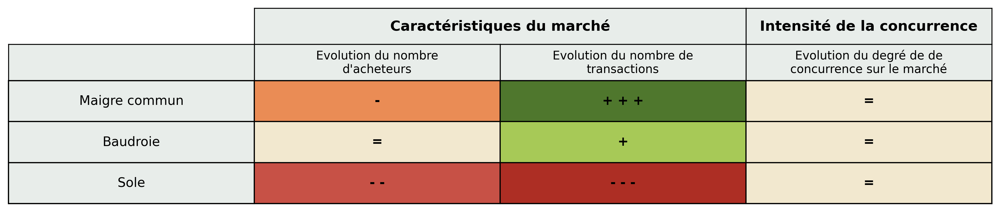 Caractéristiques du marché
Intensité de la concurrence
Evolution du nombre
d'acheteurs
Evolution du nombre de
transactions
Evolution du degré de de
concurrence sur le marché
Maigre commun
-
+ + +
=
Baudroie
=
+
=
Sole
- -
- - -
=